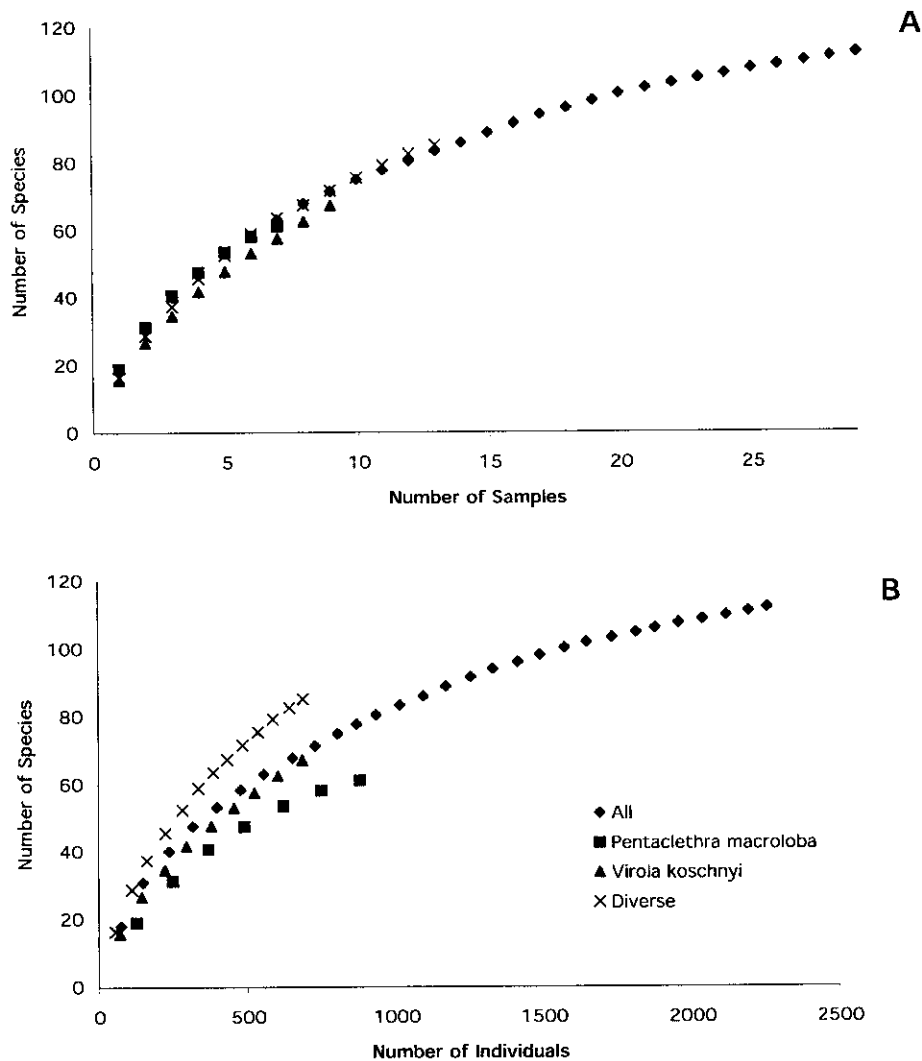 A
120
100
80
60
40
20
0
Number of Species
0 5 10 15 20 25
Number of Samples
B
120
100
80
60
40
20
0
Number of Species
All
Pentaclethra macroloba
Virola koschnyi
Diverse
0 500 1000 1500 2000 2500
Number of Individuals